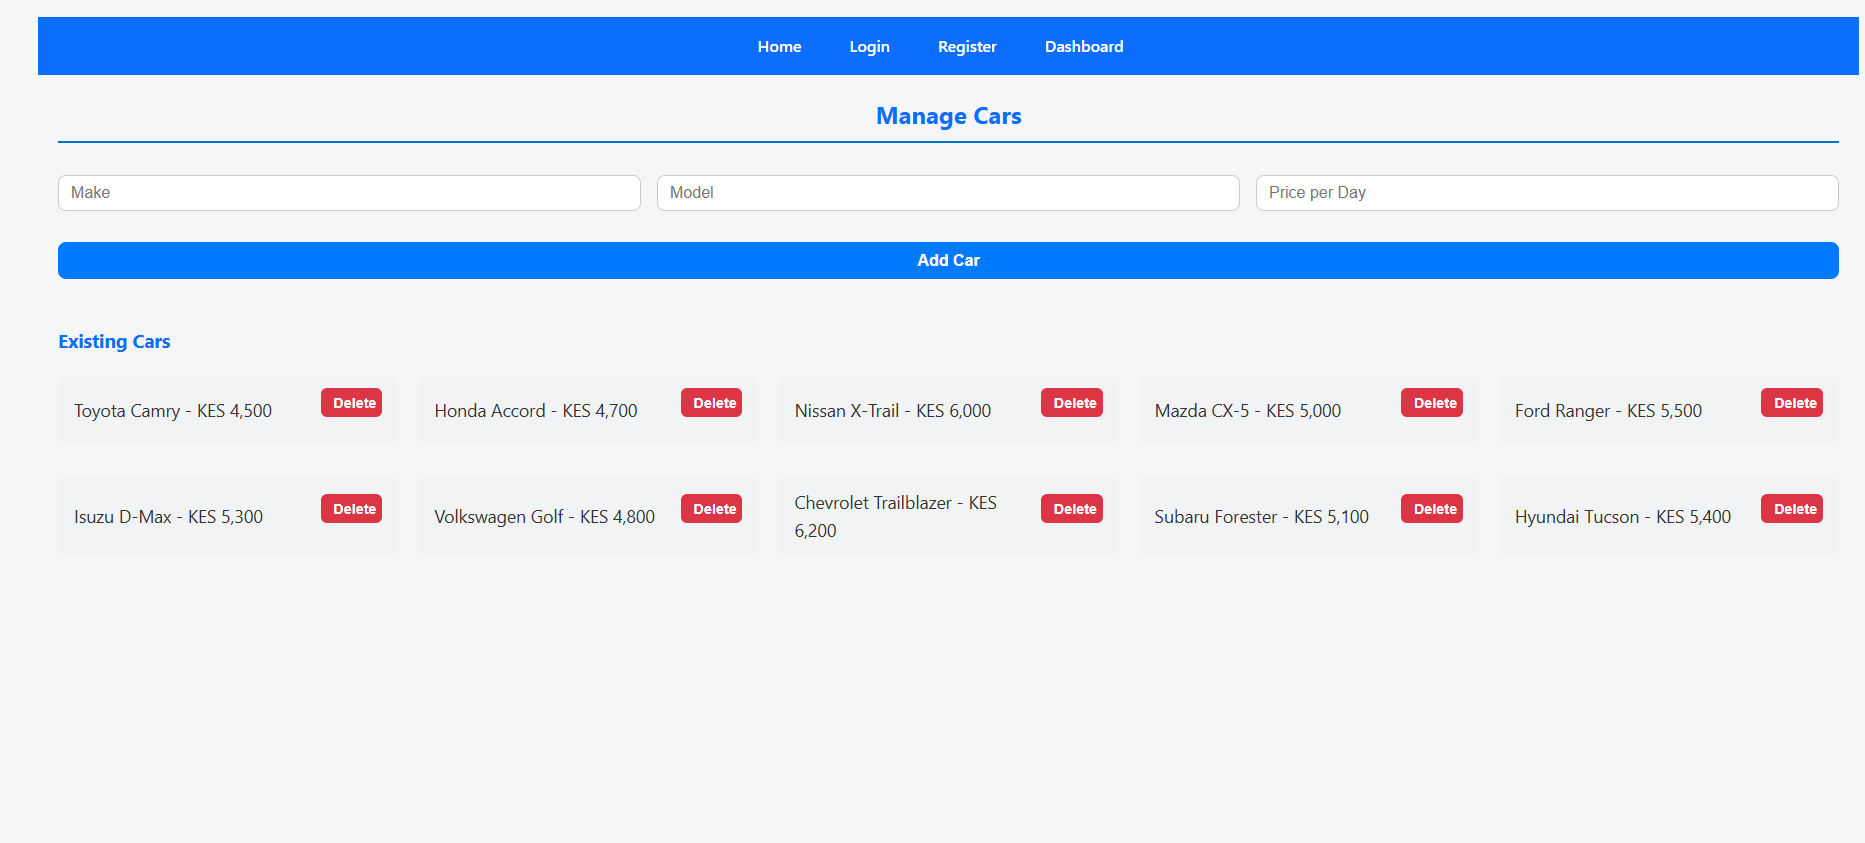 Home Login Register Dashboard
Manage Cars
Make Model Price per Day
Add Car
Existing Cars
Toyota Camry - KES 4,500 Delete
Honda Accord - KES 4,700 Delete
Nissan X-Trail - KES 6,000 Delete
Mazda CX-5 - KES 5,000 Delete
Ford Ranger - KES 5,500 Delete
Isuzu D-Max - KES 5,300 Delete
Volkswagen Golf - KES 4,800 Delete
Chevrolet Trailblazer - KES
6,200 Delete
Subaru Forester - KES 5,100 Delete
Hyundai Tucson - KES 5,400 Delete